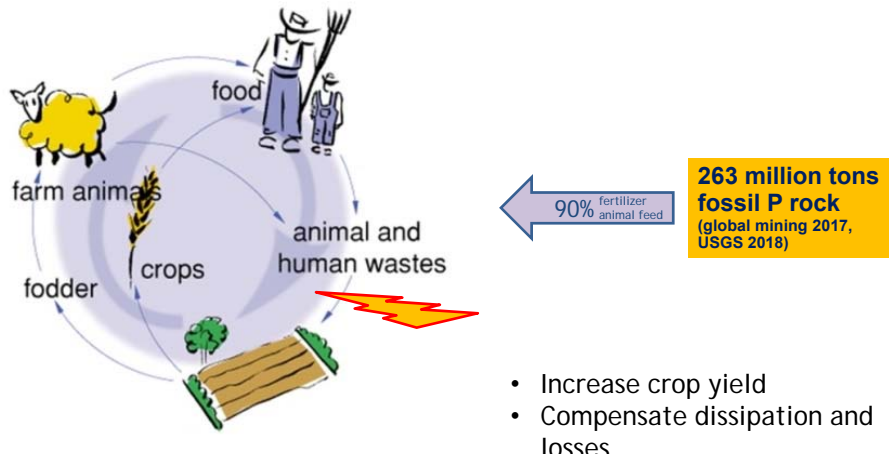 food
farm animals
animal and
human wastes
crops
fodder
90% fertilizer
animal feed
263 million tons
fossil P rock
(global mining 2017,
USGS 2018)
• Increase crop yield
• Compensate dissipation and
losses